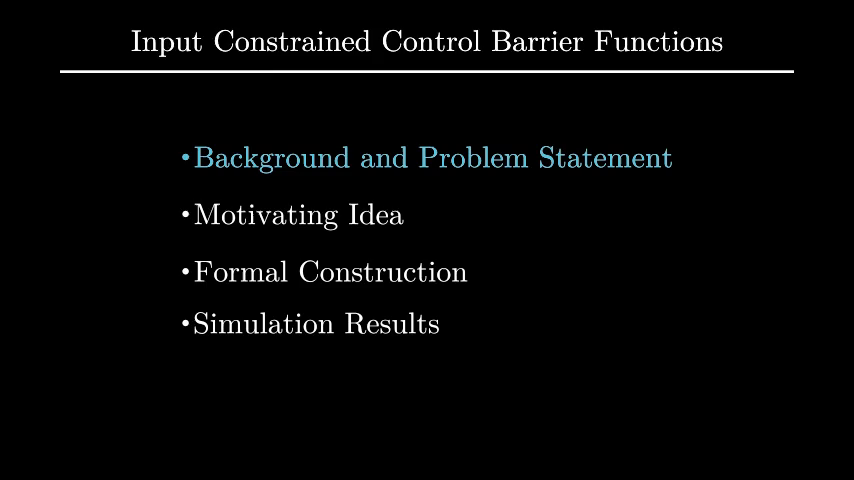 Input Constrained Control Barrier Functions
•Background and Problem Statement
•Motivating Idea
•Formal Construction
•Simulation Results